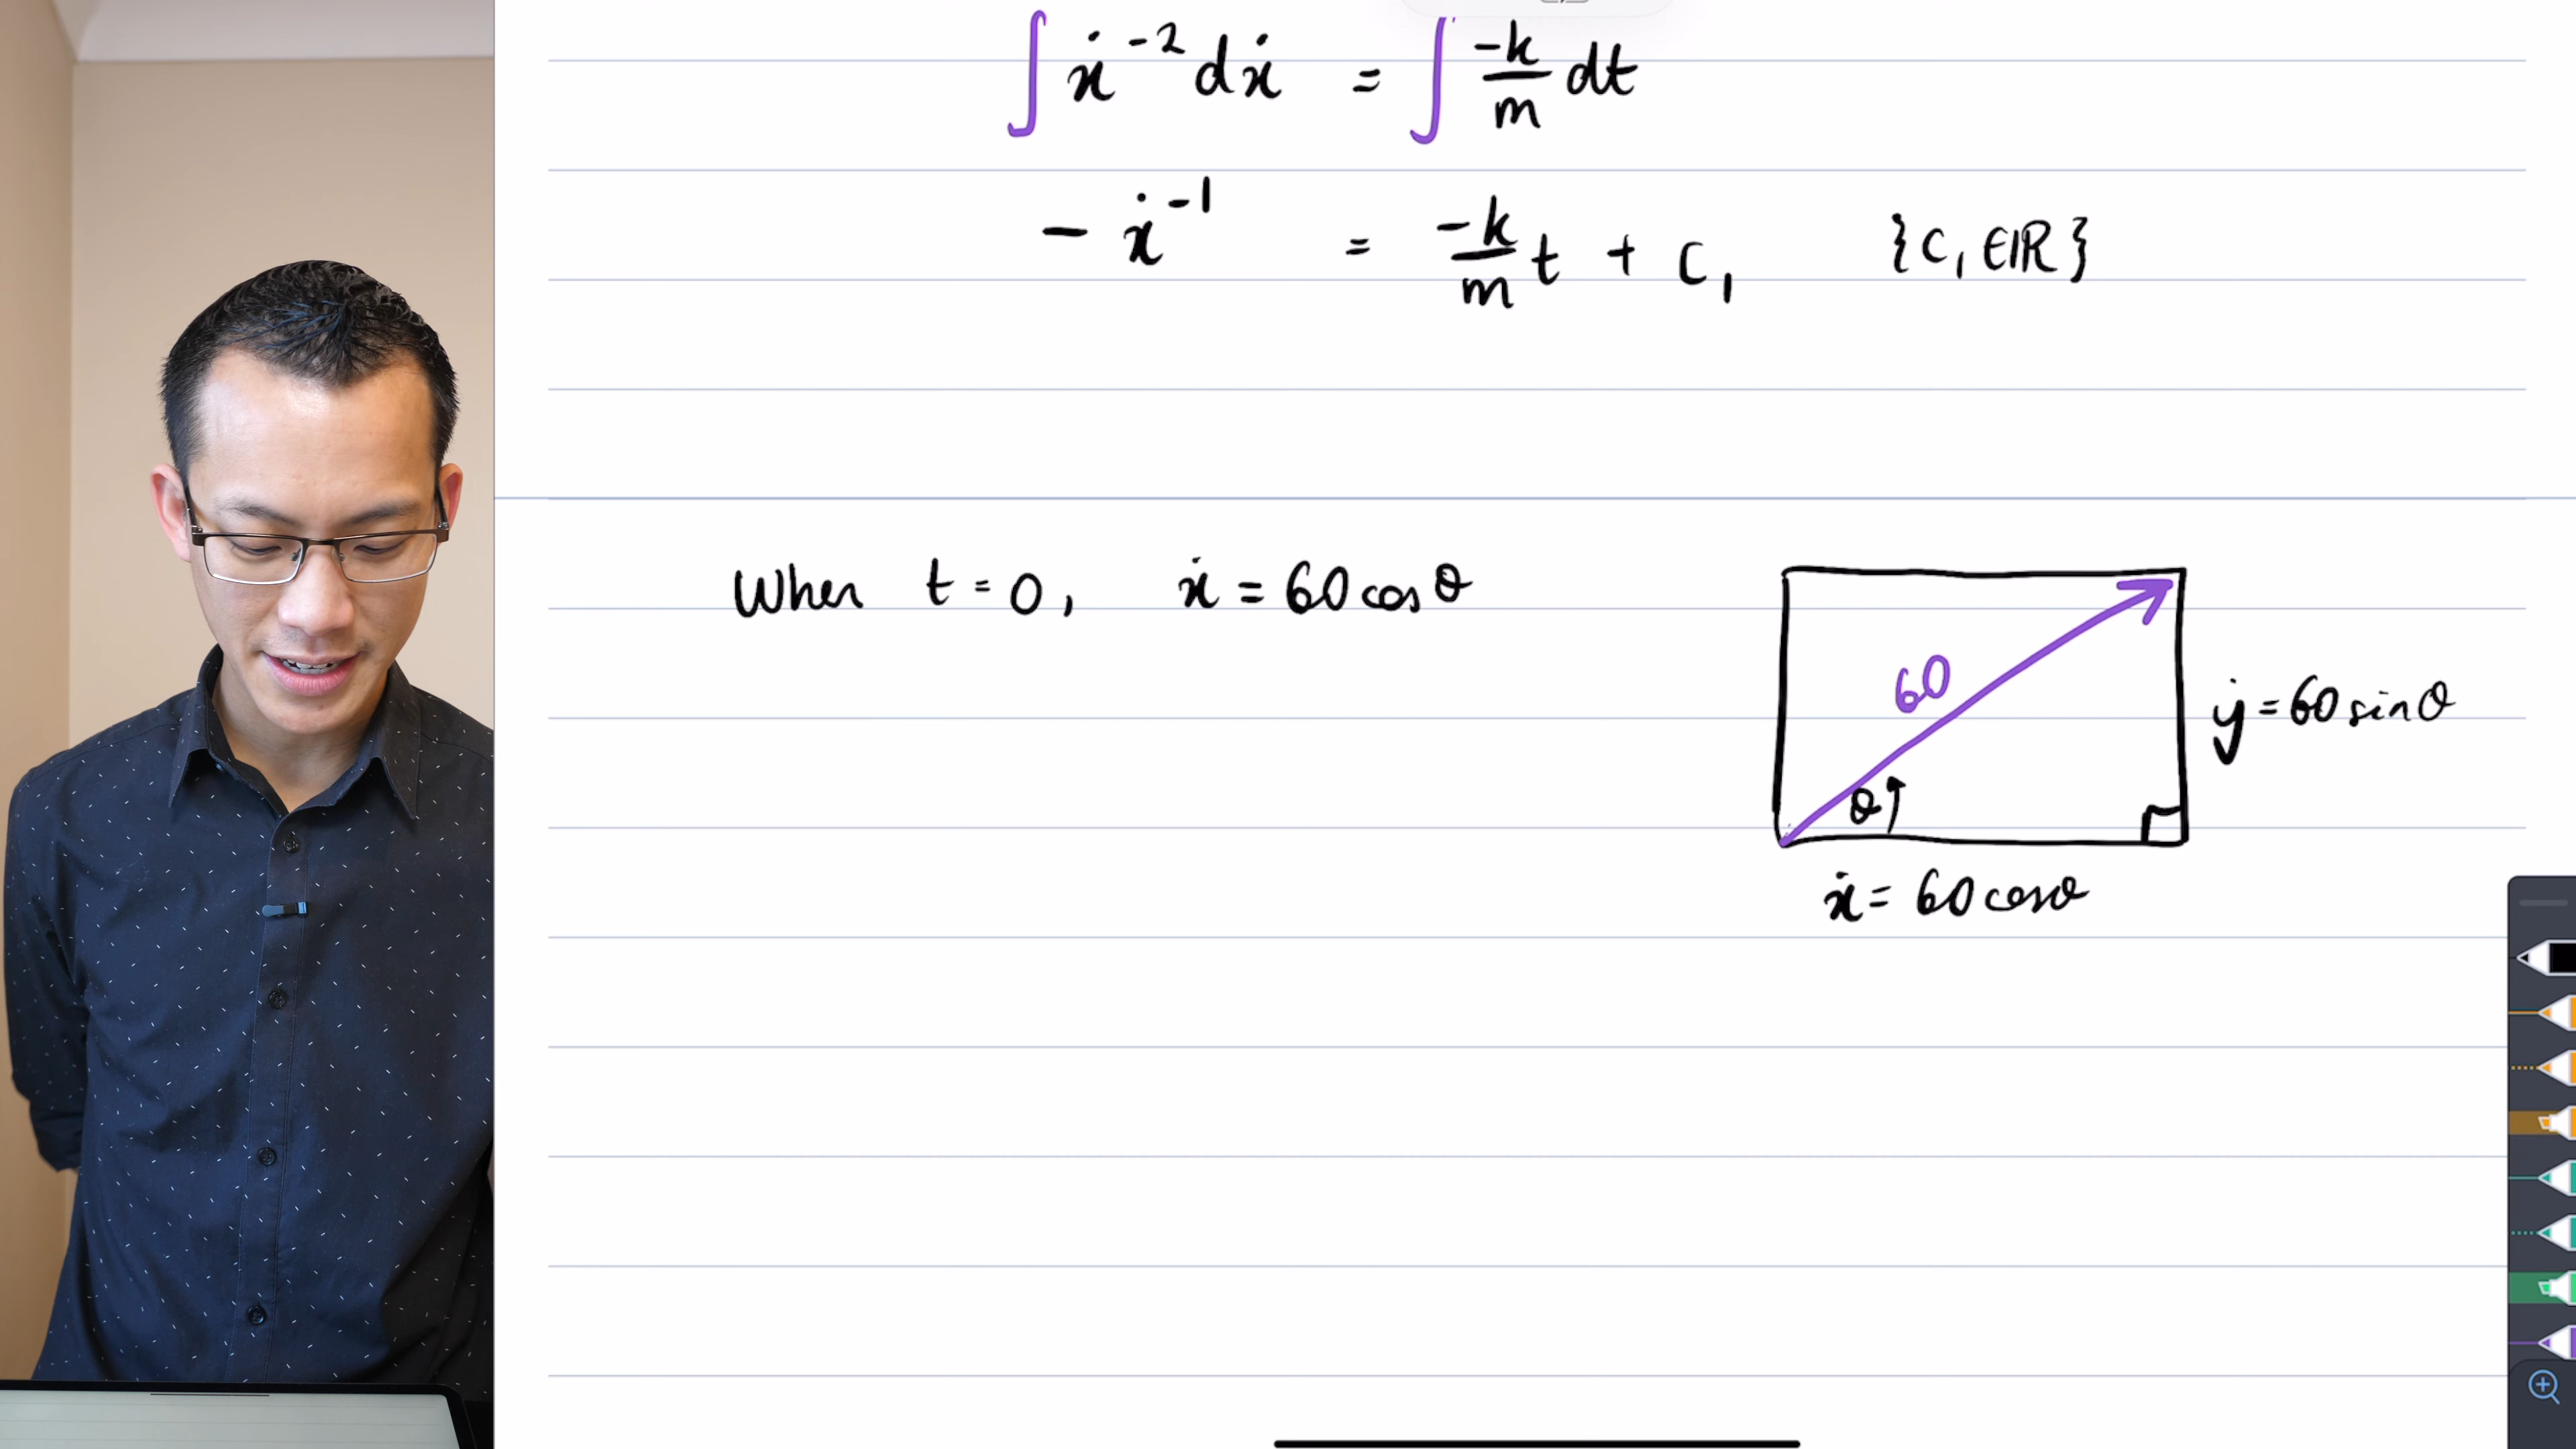 ∫ ẋ⁻² dẋ = ∫ -k/m dt
- ẋ⁻¹ = -k/m t + C₁ {C₁ ∈ ℝ}
When t = 0, ẋ = 60 cos θ
60
ẏ = 60 sin θ
θ
ẋ = 60 cos θ